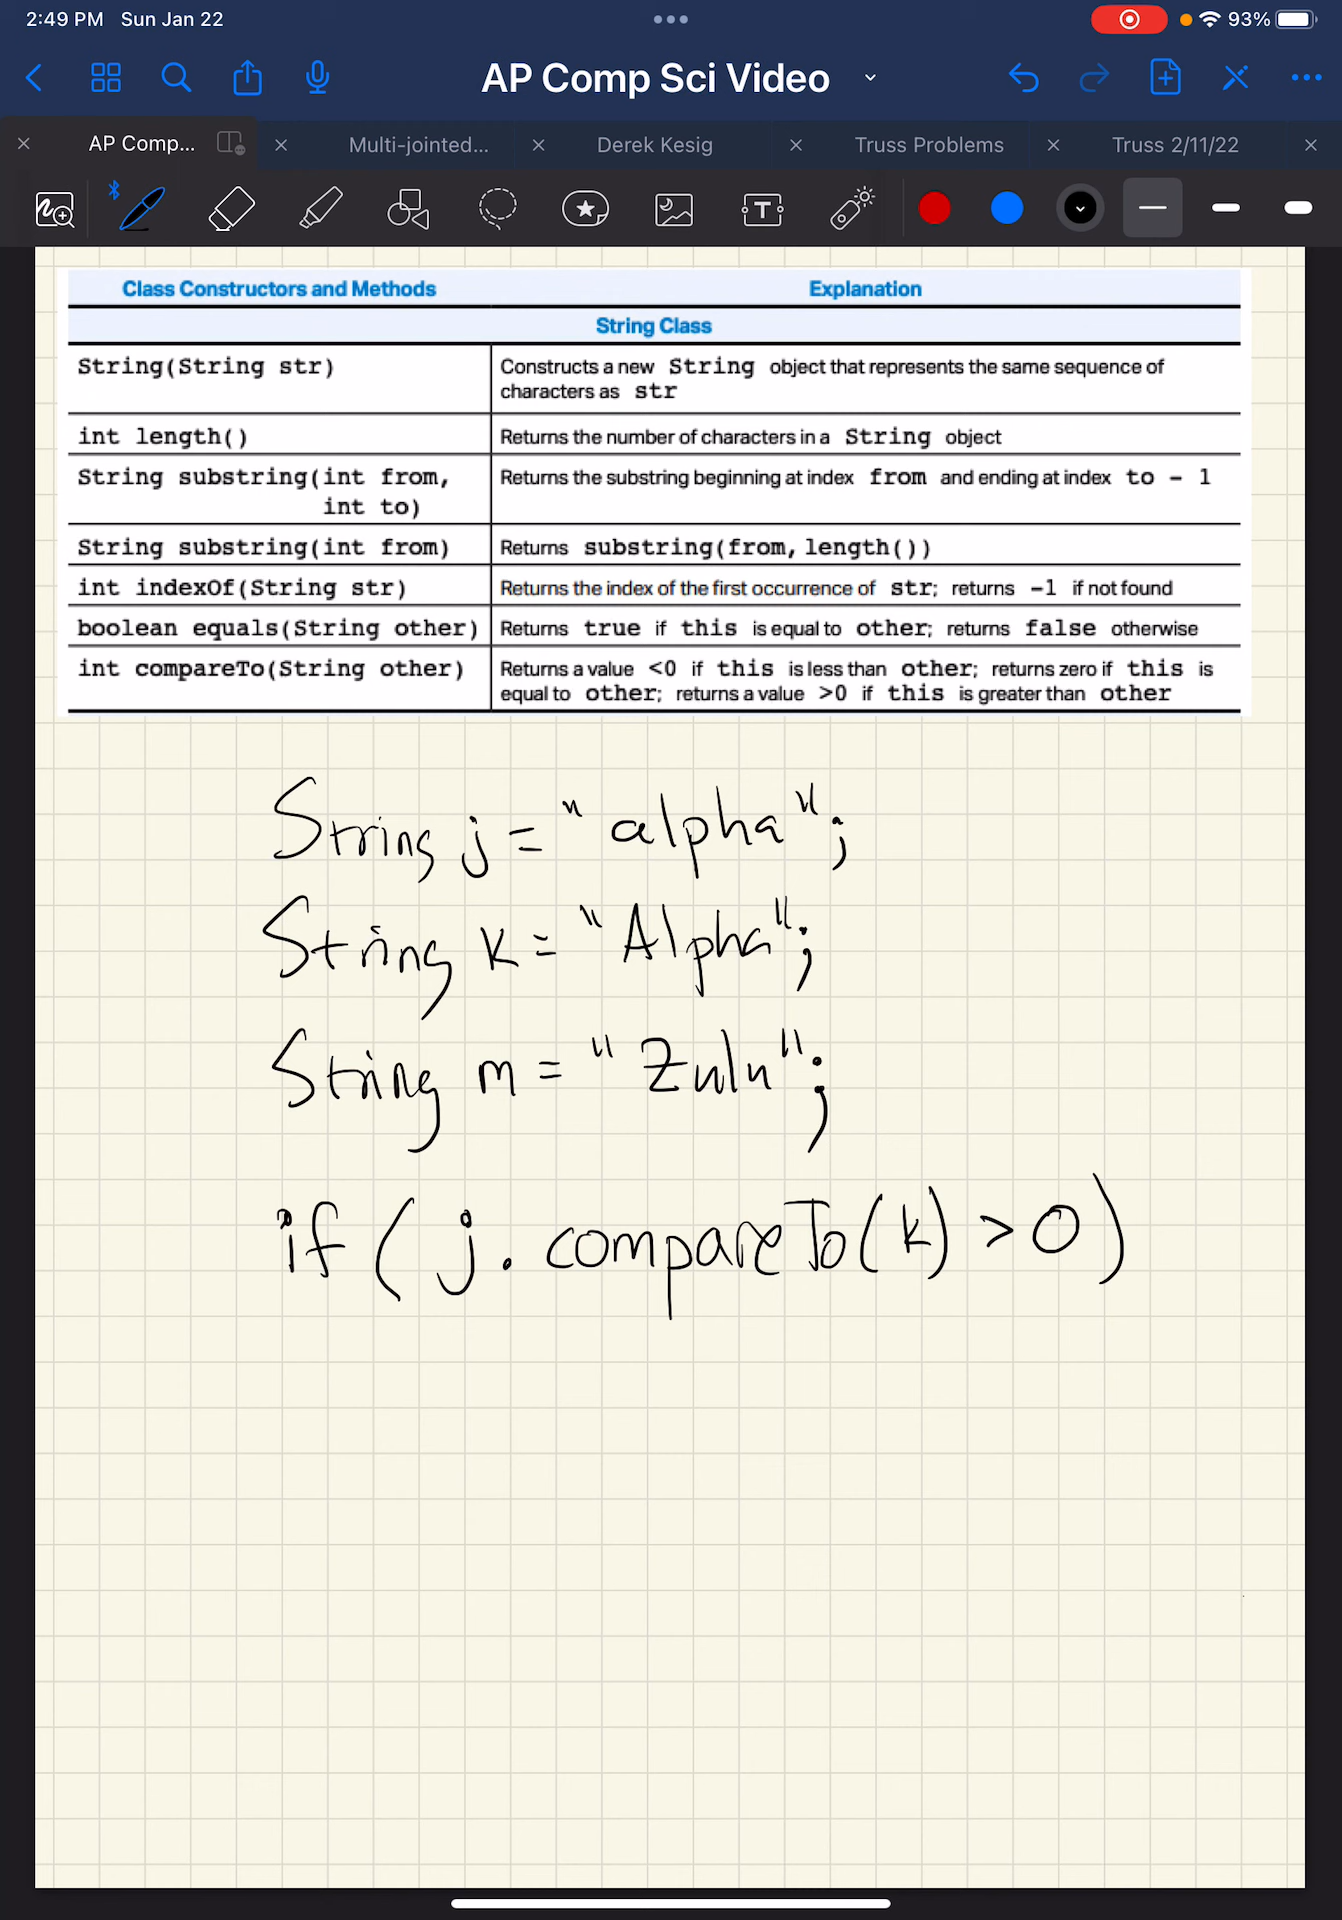 2:49 PM Sun Jan 22
93%
AP Comp Sci Video
AP Comp...
Multi-jointed...
Derek Kesig
Truss Problems
Truss 2/11/22
T
Class Constructors and Methods Explanation
String Class
String(String str) Constructs a new String object that represents the same sequence of
characters as str
int length() Returns the number of characters in a String object
String substring(int from, Returns the substring beginning at index from and ending at index to - 1
int to)
String substring(int from) Returns substring(from, length())
int indexOf(String str) Returns the index of the first occurrence of str; returns -1 if not found
boolean equals(String other) Returns true if this is equal to other; returns false otherwise
int compareTo(String other) Returns a value <0 if this is less than other; returns zero if this is
equal to other; returns a value >0 if this is greater than other
String j = "alpha";
String k = "Alpha";
String m = "Zulu";
if (j.compareTo(k) > 0)